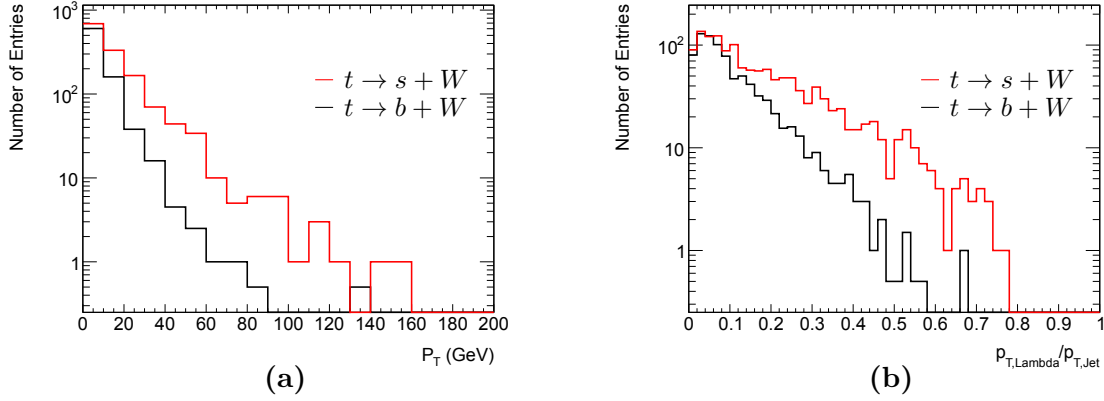 Number of Entries
10³
10²
10
1
t → s + W
t → b + W
0 20 40 60 80 100 120 140 160 180 200
P_T (GeV)
(a)
Number of Entries
10²
10
1
t → s + W
t → b + W
0 0.1 0.2 0.3 0.4 0.5 0.6 0.7 0.8 0.9 1
p_T,Lambda/p_T,Jet
(b)